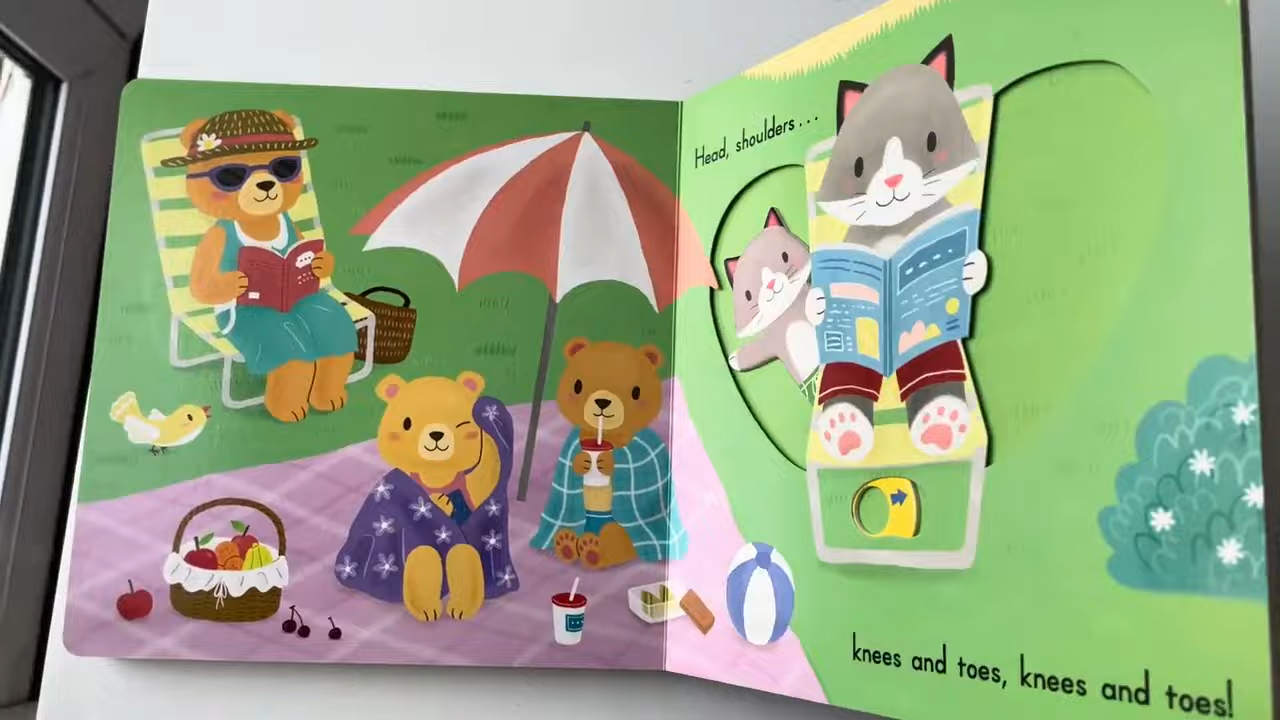 Head, shoulders...
knees and toes, knees and toes!